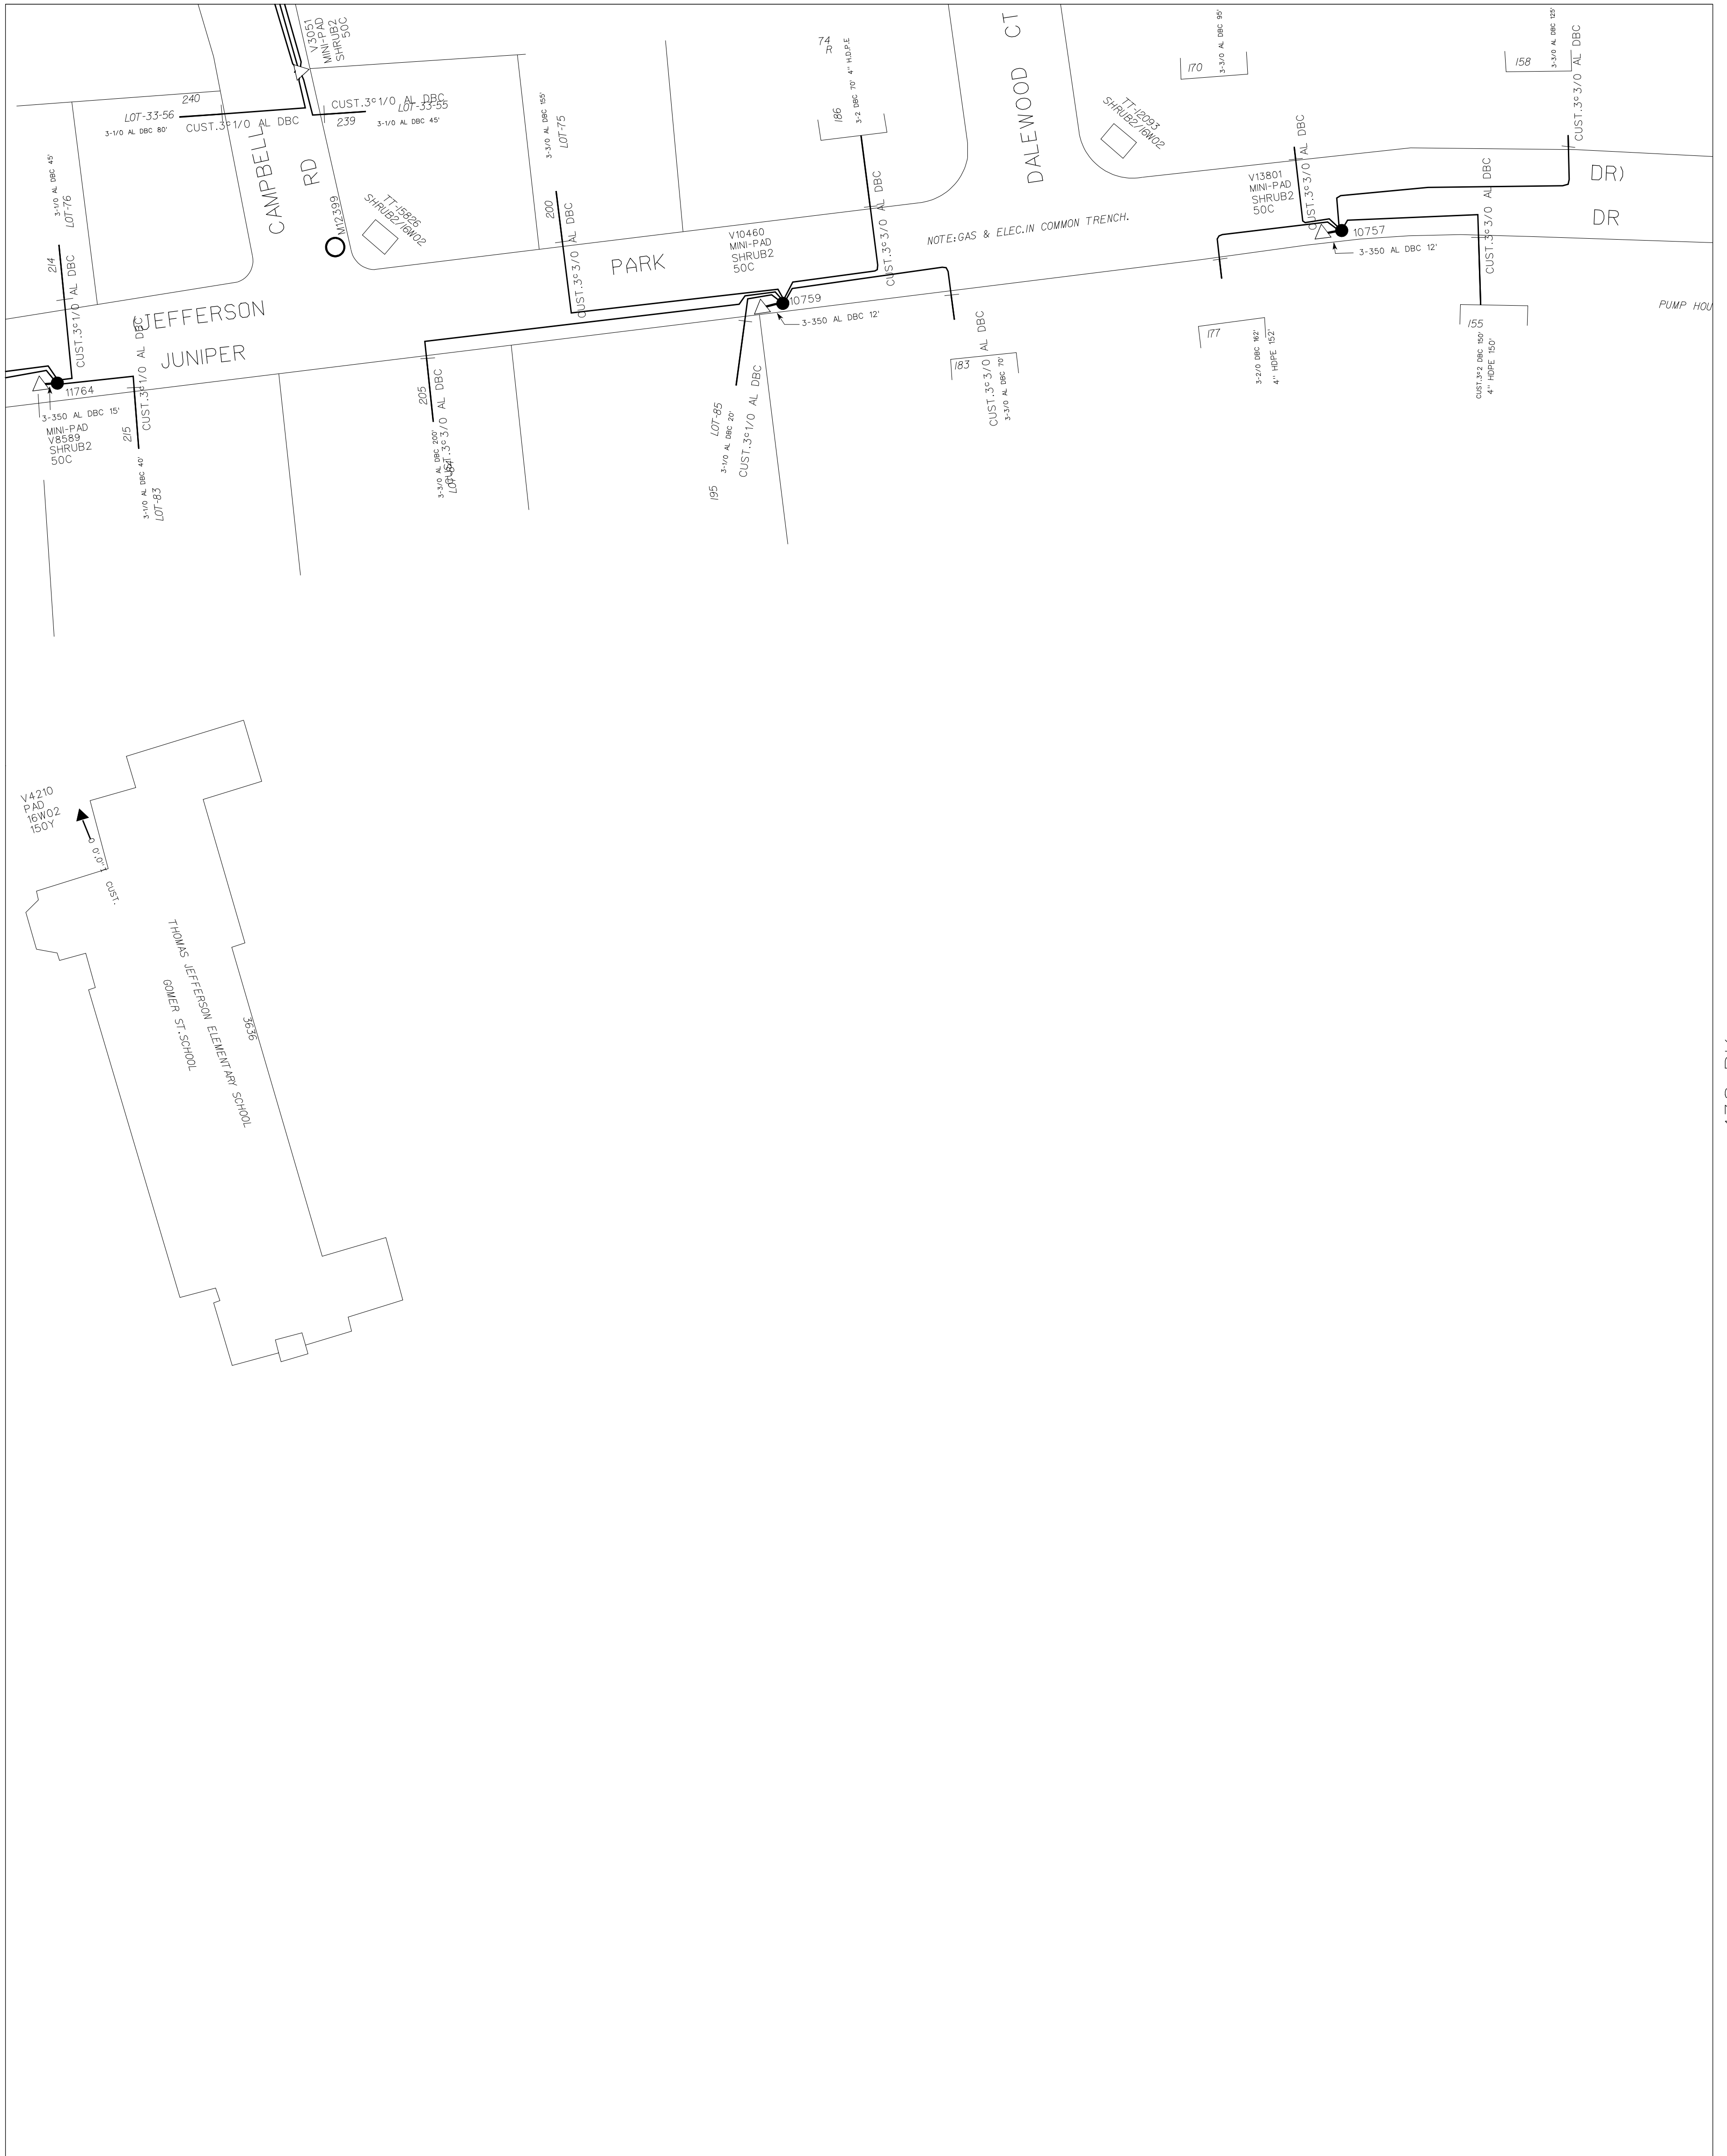 V3051
MINI-PAD
SHRUB2
50C
240
LOT-33-56
3-1/0 AL DBC 80'
CUST.3c1/0 AL DBC
CUST.3c1/0 AL DBC
LOT-33-55
239
3-1/0 AL DBC 45'
CAMPBELL
RD
M12399
TT-15826
SHRUB2/16W02
3-1/0 AL DBC 45'
LOT-76
214
CUST.3c1/0 AL DBC
3-3/0 AL DBC 155'
LOT-75
200
CUST.3c3/0 AL DBC
74
R
186
3-2 DBC 70' 4" H.D.P.E.
CUST.3c3/0 AL DBC
DALEWOOD CT
TT-12093
SHRUB2/16W02
170
3-3/0 AL DBC 95'
CUST.3c3/0 AL DBC
158
3-3/0 AL DBC 125'
CUST.3c3/0 AL DBC
V13801
MINI-PAD
SHRUB2
50C
10757
3-350 AL DBC 12'
DR)
DR
NOTE:GAS & ELEC.IN COMMON TRENCH.
PARK
V10460
MINI-PAD
SHRUB2
50C
10759
3-350 AL DBC 12'
(JEFFERSON
JUNIPER
11764
3-350 AL DBC 15'
MINI-PAD
V8589
SHRUB2
50C
CUST.3c1/0 AL DBC
215
3-1/0 AL DBC 40'
LOT-83
205
CUST.3c3/0 AL DBC
3-3/0 AL DBC 200'
LOT-84
195
LOT-85
3-1/0 AL DBC 20'
CUST.3c1/0 AL DBC
183
CUST.3c3/0 AL DBC
3-3/0 AL DBC 70'
177
3-2/0 DBC 162'
4" HDPE 152'
CUST.3c3/0 AL DBC
155
CUST.3c2 DBC 150'
4" HDPE 150'
PUMP HOU
V4210
PAD
16W02
150Y
CUST.
THOMAS JEFFERSON ELEMENTARY SCHOOL
GOMER ST.SCHOOL
3636